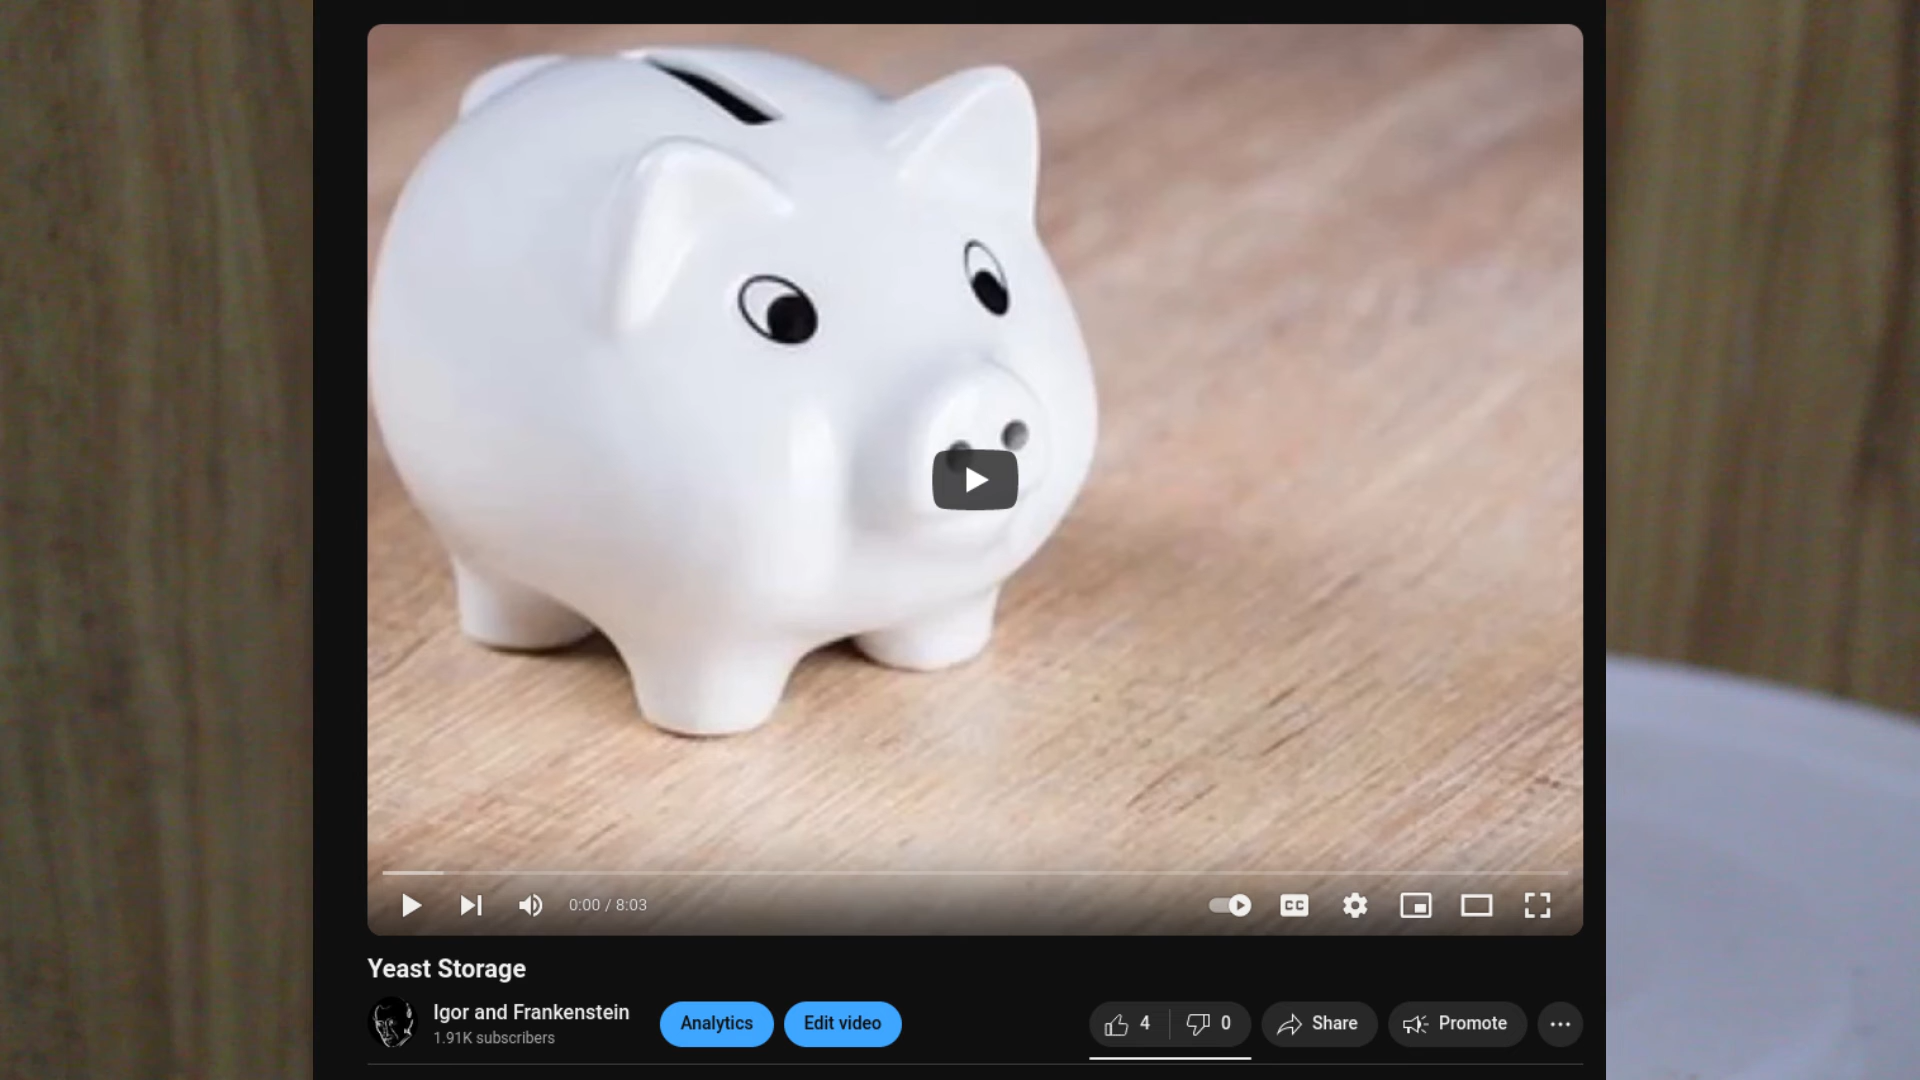 0:00 / 8:03
CC
Yeast Storage
Igor and Frankenstein
1.91K subscribers
Analytics
Edit video
4
0
Share
Promote